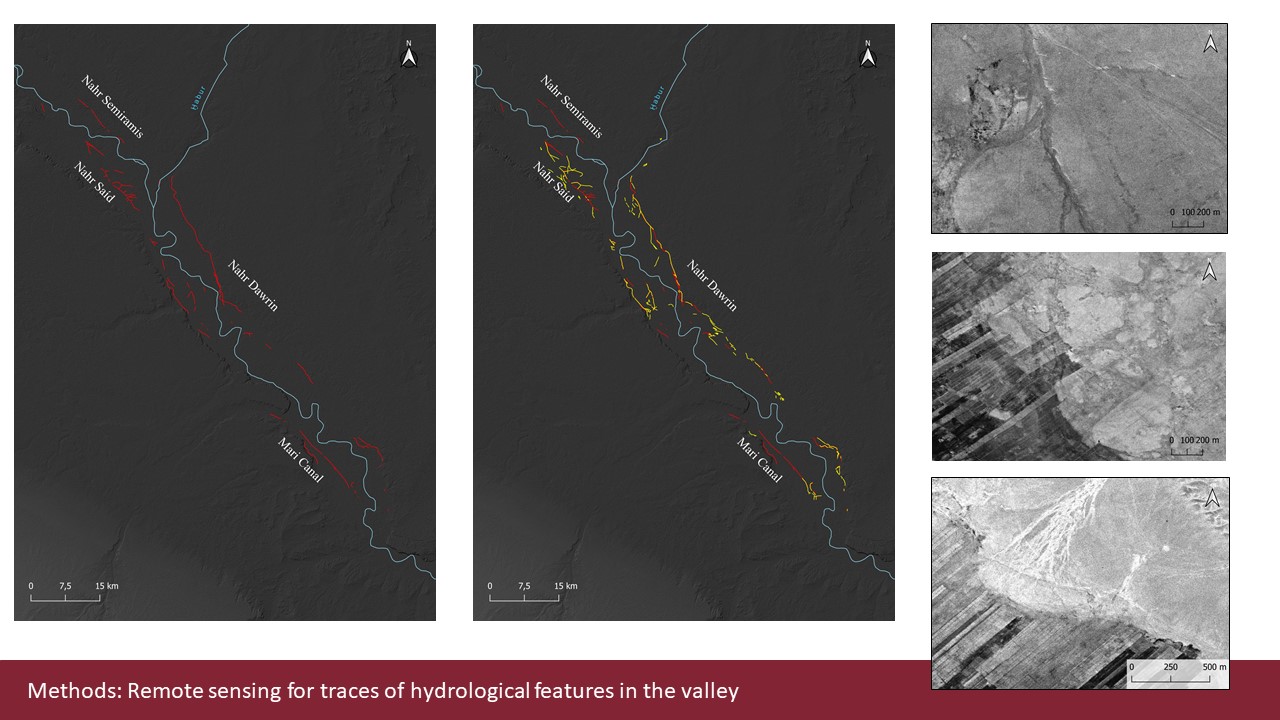 N
Habur
Nahr Semiramis
Nahr Saíd
Nahr Dawrin
Mari Canal
0 7,5 15 km
N
Habur
Nahr Semiramis
Nahr Saíd
Nahr Dawrin
Mari Canal
0 7,5 15 km
0 100 200 m
0 100 200 m
0 250 500 m
Methods: Remote sensing for traces of hydrological features in the valley